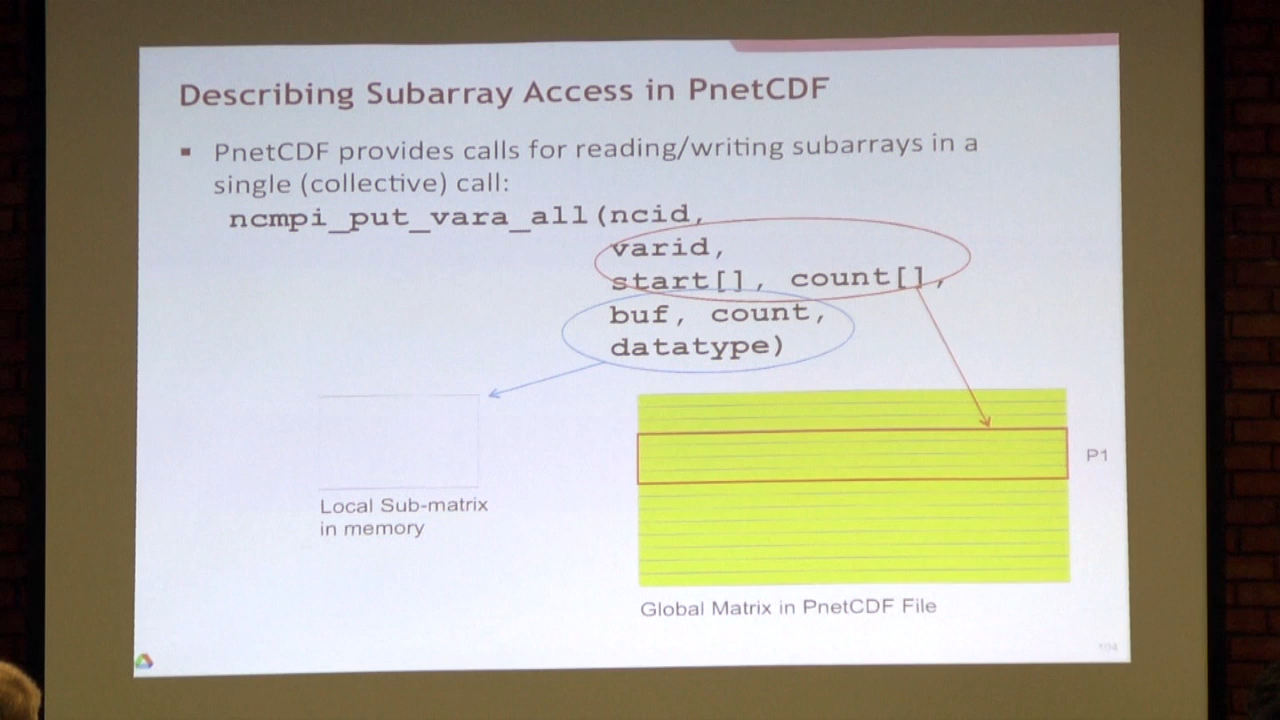 Describing Subarray Access in PnetCDF
▪ PnetCDF provides calls for reading/writing subarrays in a
single (collective) call:
ncmpi_put_vara_all(ncid,
varid,
start[], count[],
buf, count,
datatype)
P1
Local Sub-matrix
in memory
Global Matrix in PnetCDF File